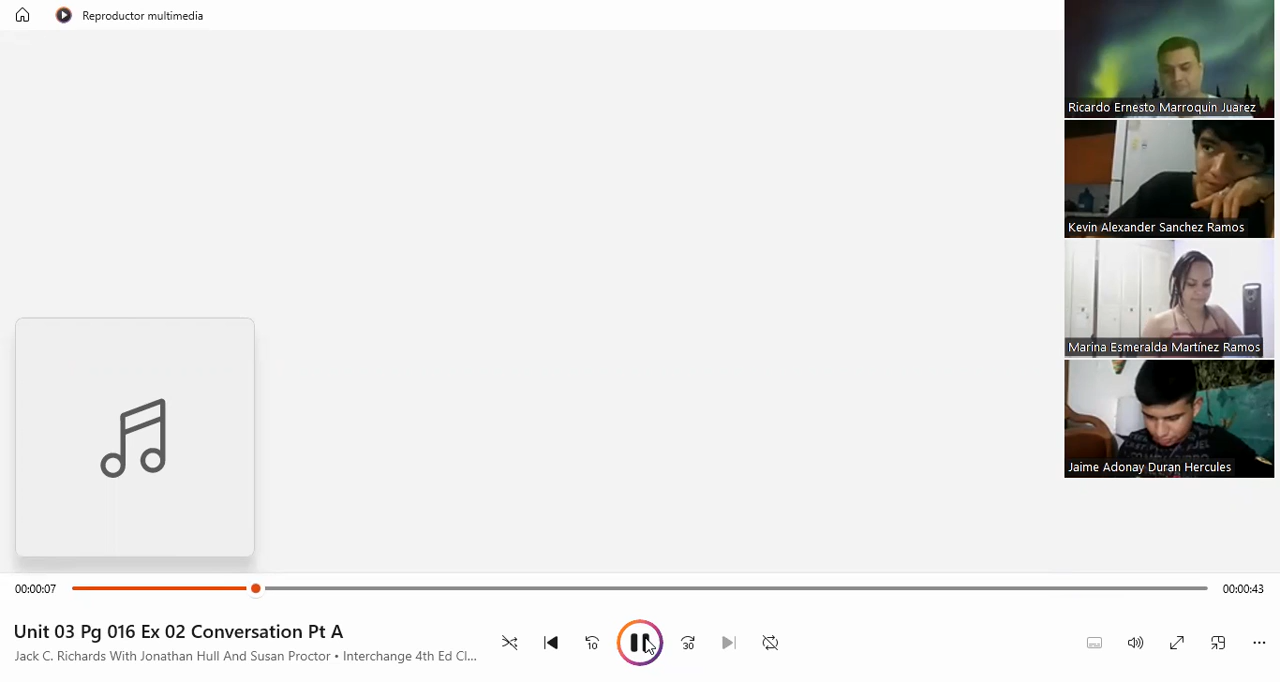 Reproductor multimedia
Ricardo Ernesto Marroquin Juarez
Kevin Alexander Sanchez Ramos
Marina Esmeralda Martínez Ramos
Jaime Adonay Duran Hercules
00:00:07
00:00:43
Unit 03 Pg 016 Ex 02 Conversation Pt A
Jack C. Richards With Jonathan Hull And Susan Proctor • Interchange 4th Ed Cl...
10
30